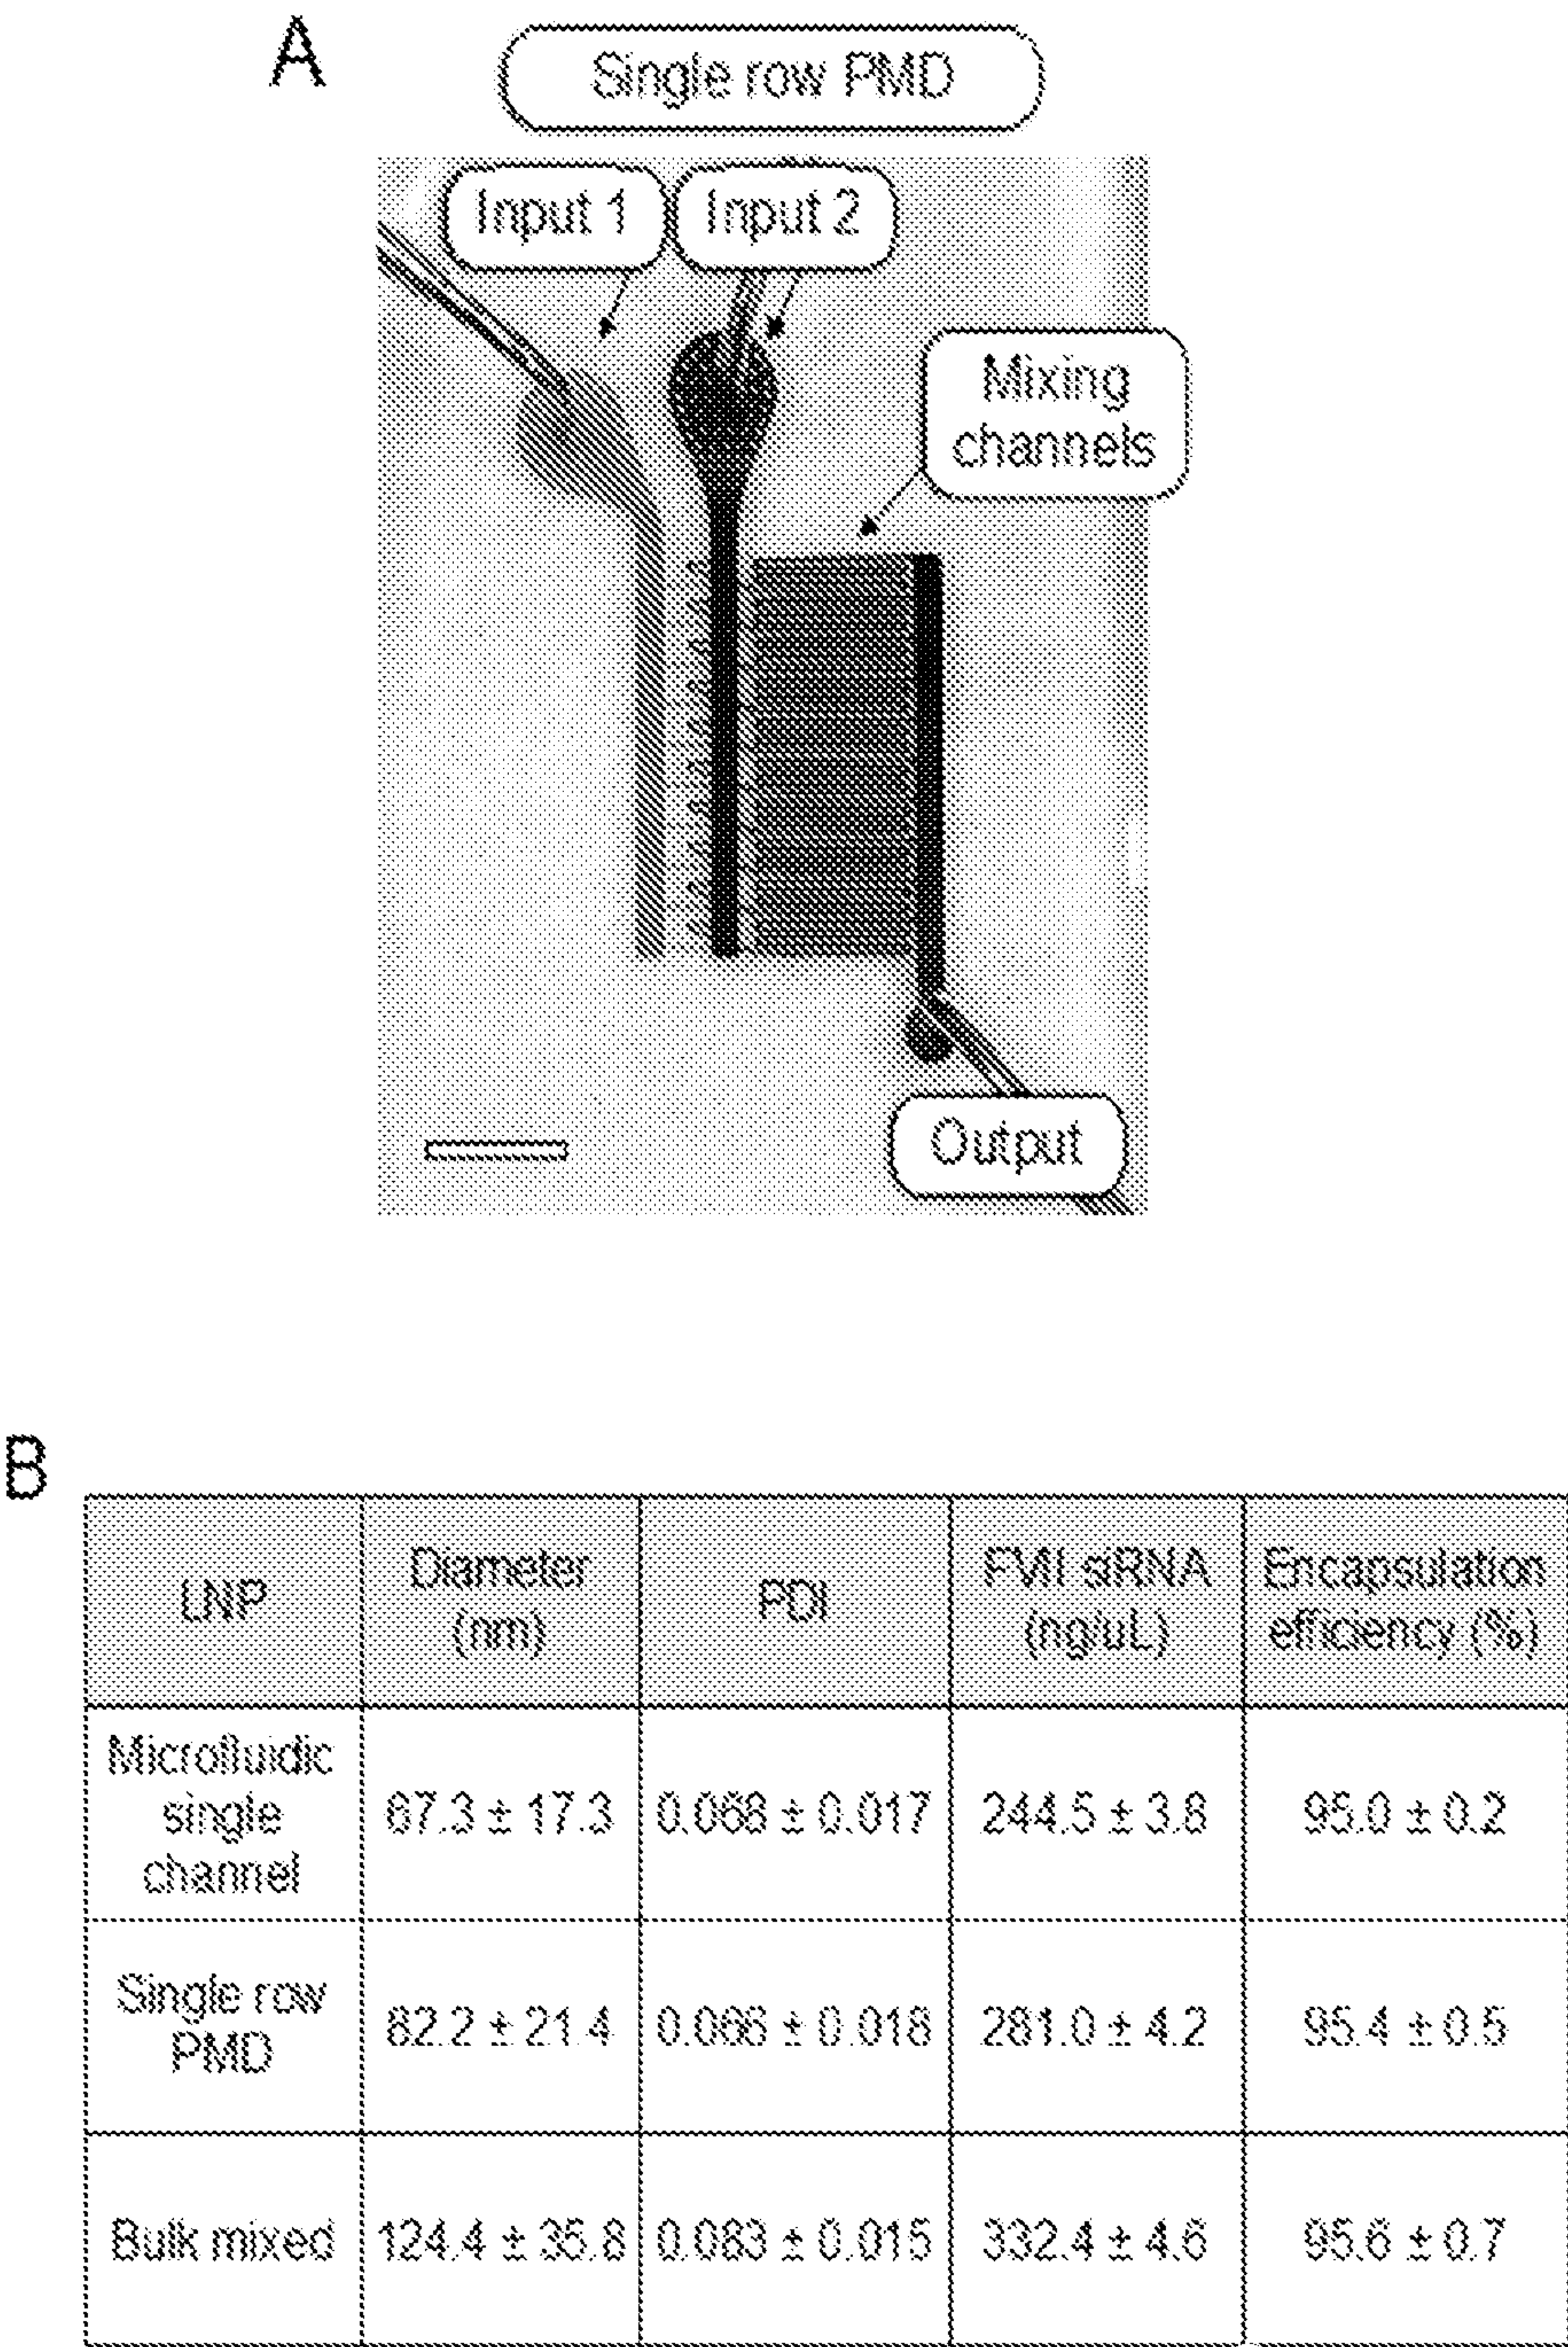 A
Single row PMD
Input 1
Input 2
Mixing
channels
Output
B
LNP
Diameter
(nm)
PDI
FVII siRNA
(ng/uL)
Encapsulation
efficiency (%)
Microfluidic
single
channel
67.3 ± 17.3
0.068 ± 0.017
244.5 ± 3.8
95.0 ± 0.2
Single row
PMD
62.2 ± 21.4
0.066 ± 0.018
281.0 ± 4.2
95.4 ± 0.5
Bulk mixed
124.4 ± 35.8
0.083 ± 0.015
332.4 ± 4.6
95.6 ± 0.7